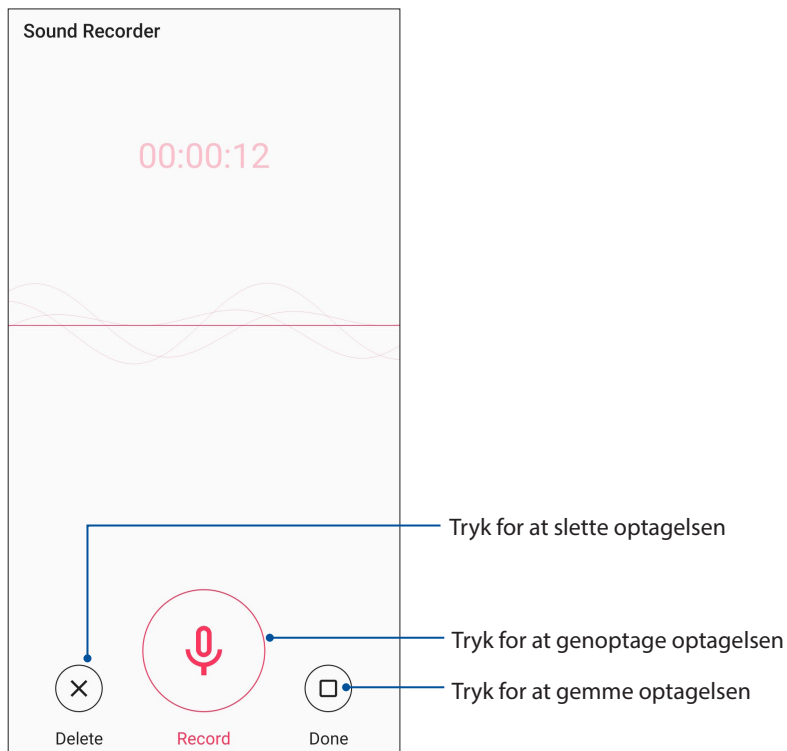 Sound Recorder
00:00:12
Tryk for at slette optagelsen
Tryk for at genoptage optagelsen
Tryk for at gemme optagelsen
Delete
Record
Done